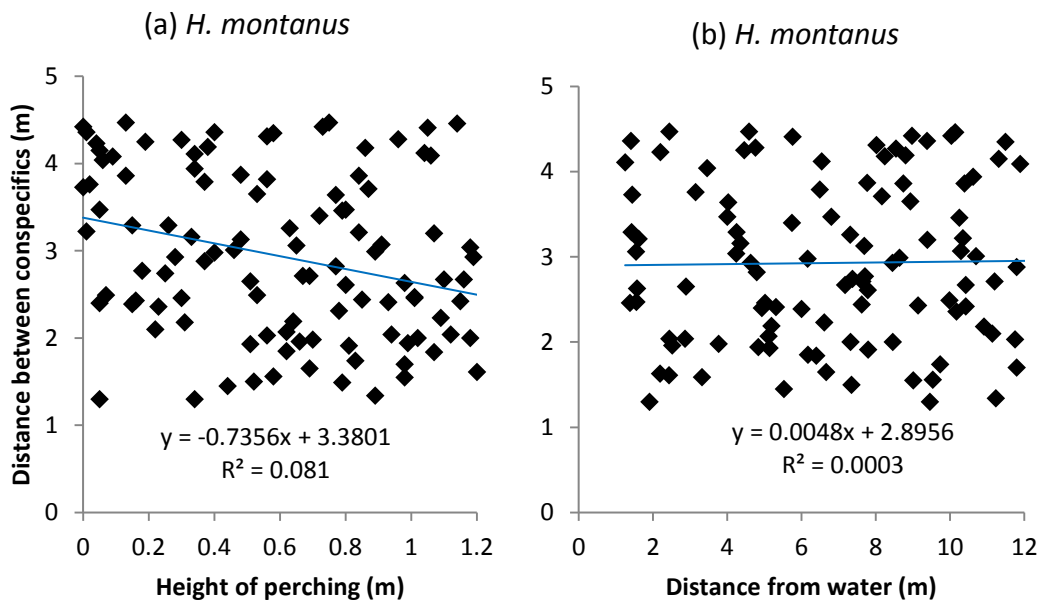 (a) H. montanus
Distance between conspecifics (m)
5
4
3
2
1
0
y = -0.7356x + 3.3801
R² = 0.081
0 0.2 0.4 0.6 0.8 1 1.2
Height of perching (m)
(b) H. montanus
5
4
3
2
1
0
y = 0.0048x + 2.8956
R² = 0.0003
0 2 4 6 8 10 12
Distance from water (m)